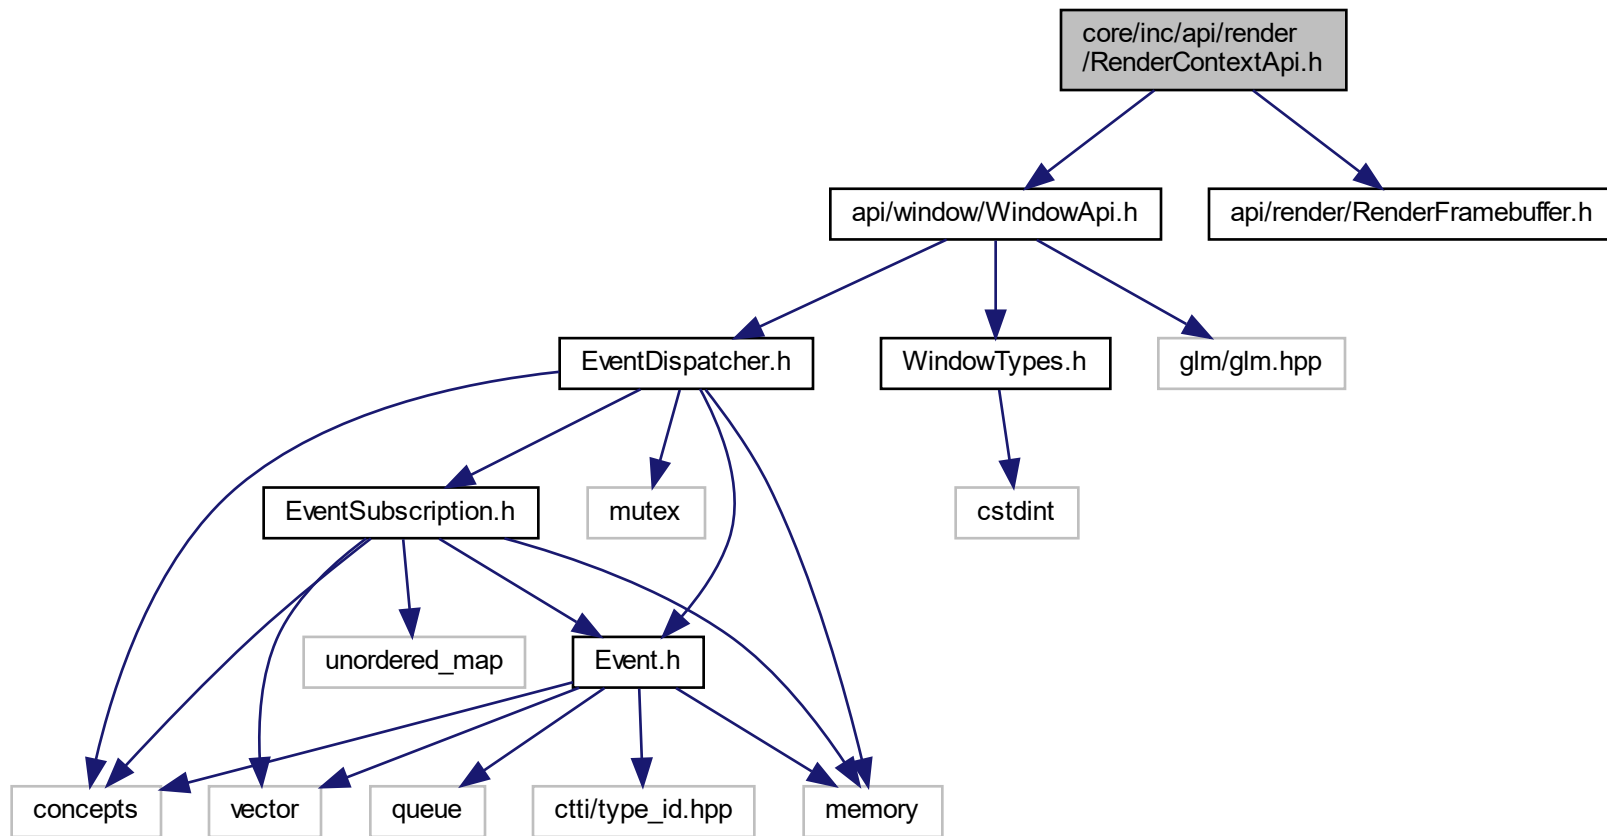 core/inc/api/render
/RenderContextApi.h
api/window/WindowApi.h
api/render/RenderFramebuffer.h
EventDispatcher.h
WindowTypes.h
glm/glm.hpp
EventSubscription.h
mutex
cstdint
unordered_map
Event.h
concepts
vector
queue
ctti/type_id.hpp
memory